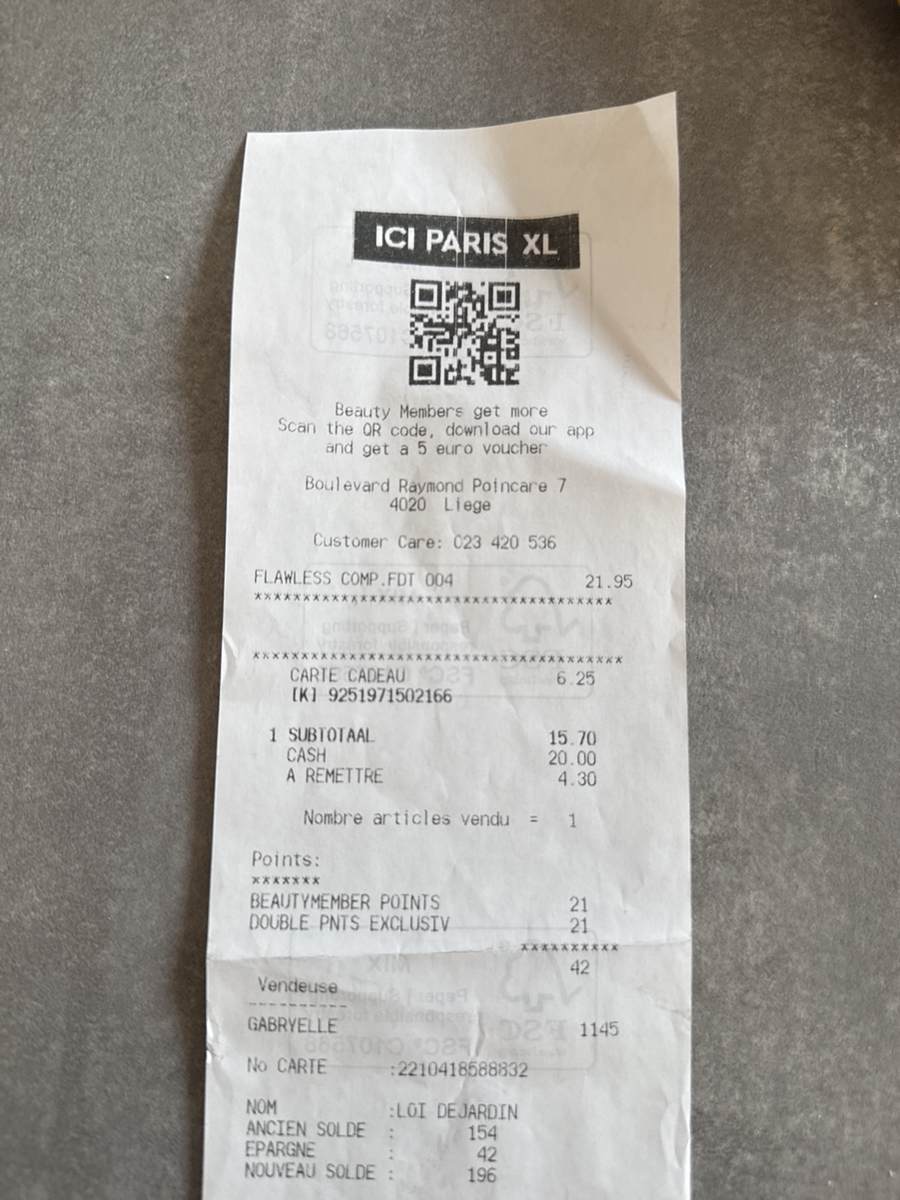 ICI PARIS XL
Beauty Members get more
Scan the QR code, download our app
and get a 5 euro voucher
Boulevard Raymond Poincare 7
4020 Liege
Customer Care: 023 420 536
FLAWLESS COMP.FDT 004 21.95
*************************************
**************************************
CARTE CADEAU 6.25
[K] 9251971502166
1 SUBTOTAAL 15.70
CASH 20.00
A REMETTRE 4.30
Nombre articles vendu = 1
Points:
*******
BEAUTYMEMBER POINTS 21
DOUBLE PNTS EXCLUSIV 21
**********
42
Vendeuse
---------
GABRYELLE 1145
No CARTE :2210418588832
NOM :LOI DEJARDIN
ANCIEN SOLDE : 154
EPARGNE : 42
NOUVEAU SOLDE : 196